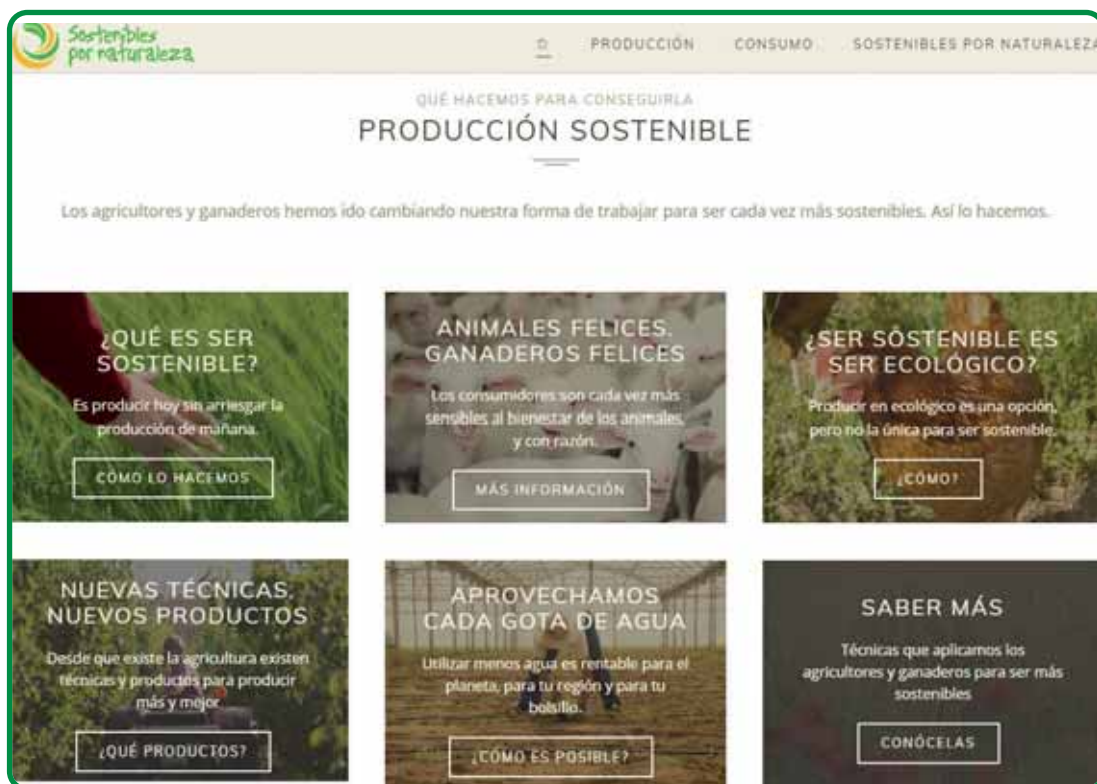 Sostenibles
por naturaleza
PRODUCCIÓN CONSUMO SOSTENIBLES POR NATURALEZA
QUÉ HACEMOS PARA CONSEGUIRLA
PRODUCCIÓN SOSTENIBLE
Los agricultores y ganaderos hemos ido cambiando nuestra forma de trabajar para ser cada vez más sostenibles. Así lo hacemos.
¿QUÉ ES SER
SOSTENIBLE?
Es producir hoy sin arriesgar la
producción de mañana.
CÓMO LO HACEMOS
ANIMALES FELICES.
GANADEROS FELICES
Los consumidores son cada vez más
sensibles al bienestar de los animales,
y con razón.
MÁS INFORMACIÓN
¿SER SOSTENIBLE ES
SER ECOLÓGICO?
Producir en ecológico es una opción,
pero no la única para ser sostenible.
¿CÓMO?
NUEVAS TÉCNICAS.
NUEVOS PRODUCTOS
Desde que existe la agricultura existen
técnicas y productos para producir
más y mejor
¿QUÉ PRODUCTOS?
APROVECHAMOS
CADA GOTA DE AGUA
Utilizar menos agua es rentable para el
planeta, para tu región y para tu
bolsillo.
¿CÓMO ES POSIBLE?
SABER MÁS
Técnicas que aplicamos los
agricultores y ganaderos para ser más
sostenibles
CONÓCELAS